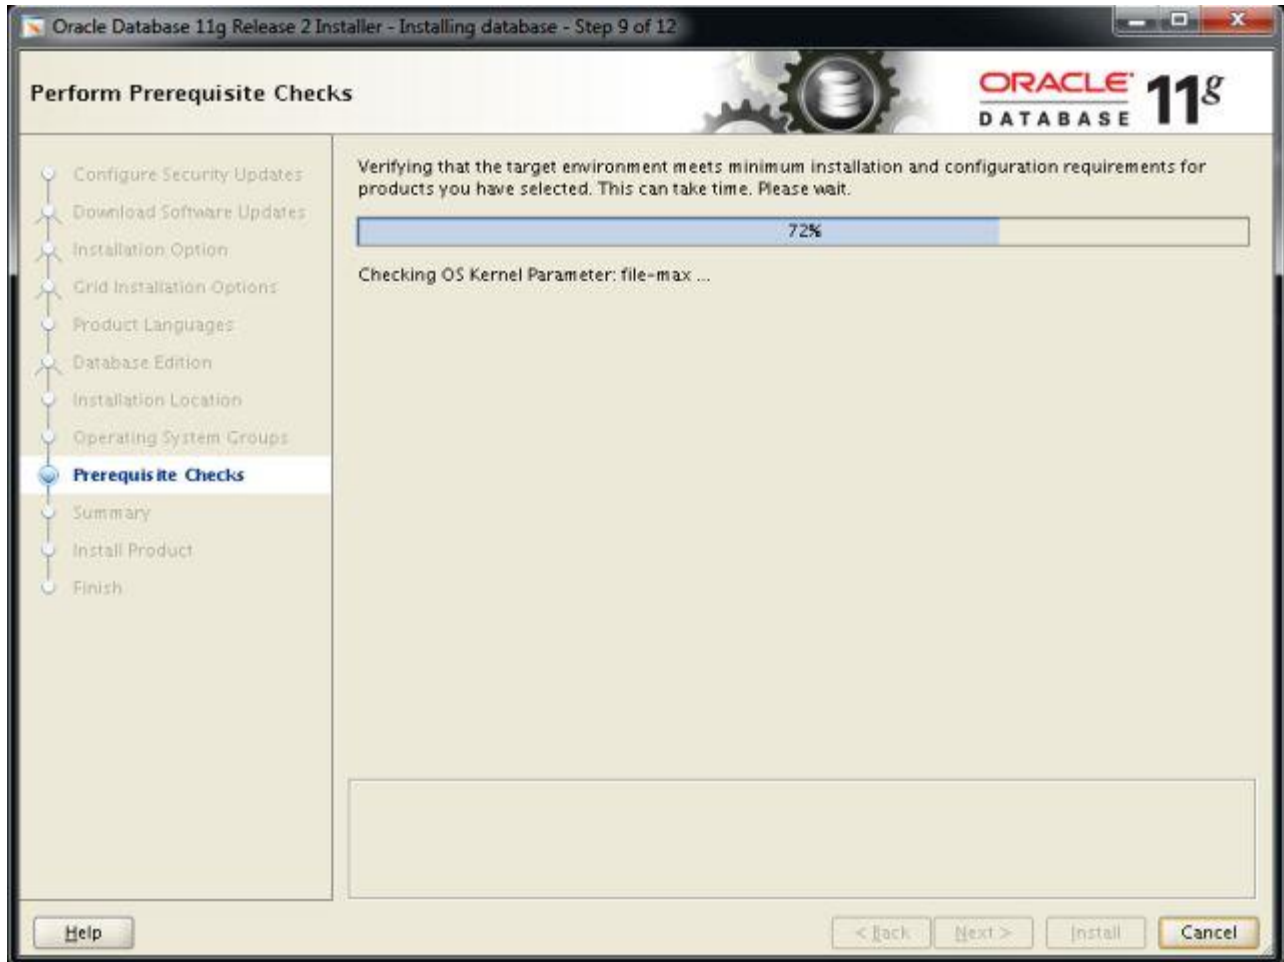 Oracle Database 11g Release 2 Installer - Installing database - Step 9 of 12
Perform Prerequisite Checks
ORACLE
DATABASE
11g
Configure Security Updates
Download Software Updates
Installation Option
Grid Installation Options
Product Languages
Database Edition
Installation Location
Operating System Groups
Prerequisite Checks
Summary
Install Product
Finish
Verifying that the target environment meets minimum installation and configuration requirements for
products you have selected. This can take time. Please wait.
72%
Checking OS Kernel Parameter: file-max ...
Help
< Back
Next >
Install
Cancel